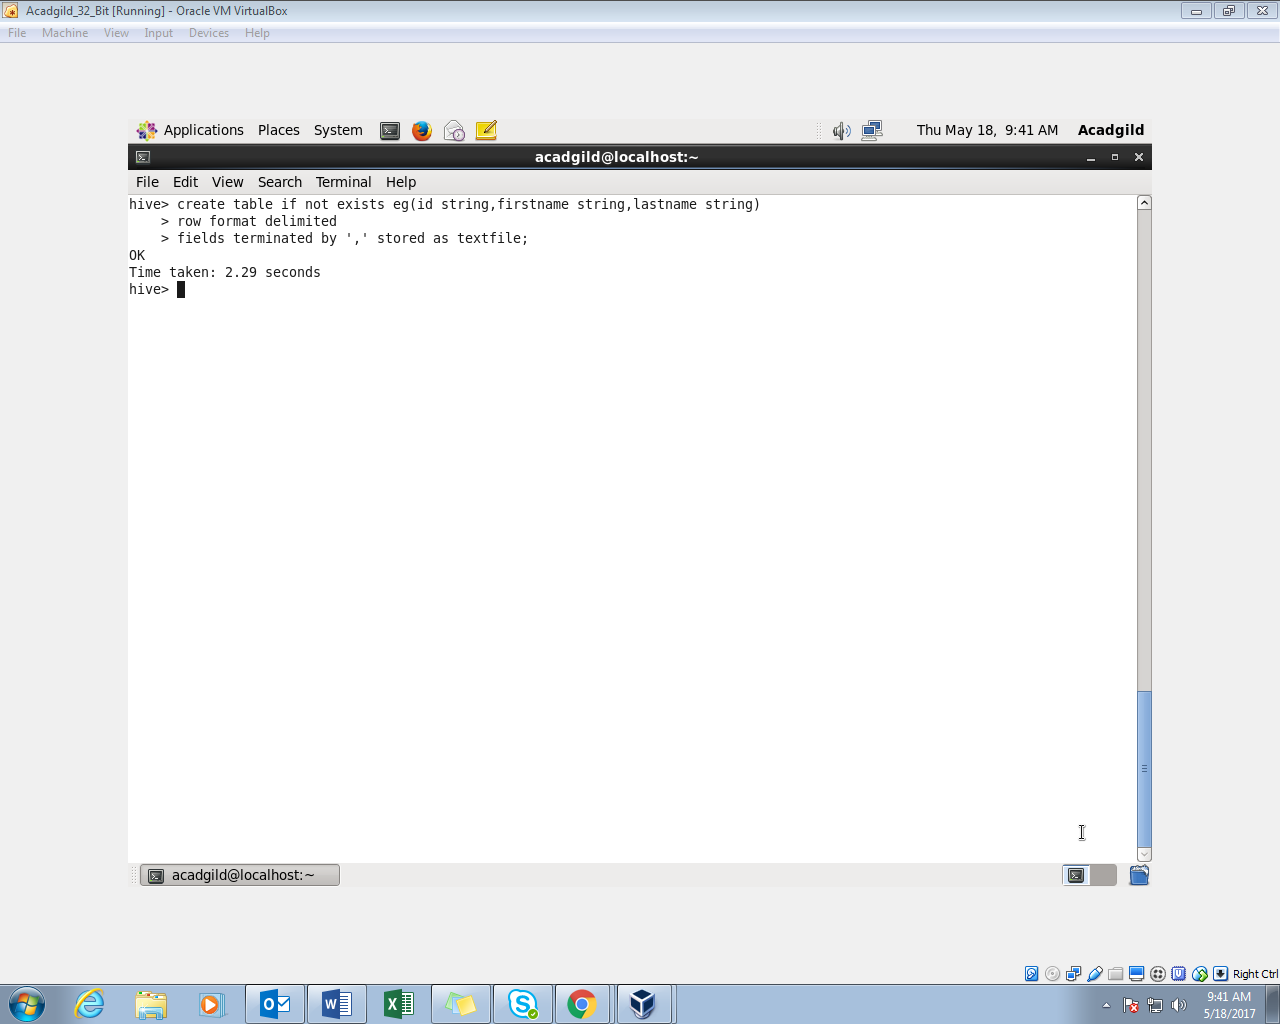 Acadgild_32_Bit [Running] - Oracle VM VirtualBox
File Machine View Input Devices Help
Applications Places System Thu May 18, 9:41 AM Acadgild
acadgild@localhost:~
File Edit View Search Terminal Help
hive> create table if not exists eg(id string,firstname string,lastname string)
    > row format delimited
    > fields terminated by ',' stored as textfile;
OK
Time taken: 2.29 seconds
hive>
acadgild@localhost:~
Right Ctrl
9:41 AM
5/18/2017